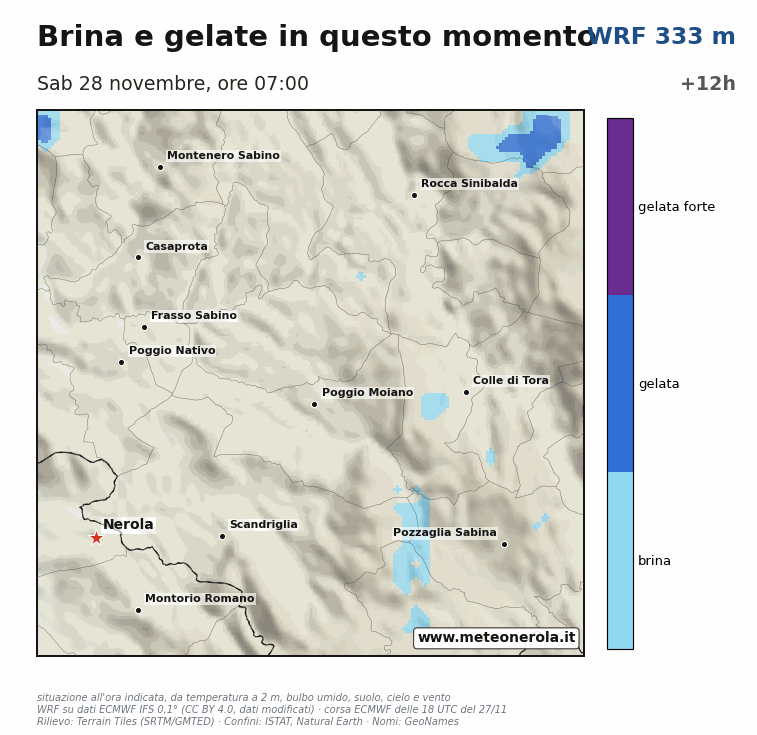 Brina e gelate in questo momento
WRF 333 m
Sab 28 novembre, ore 07:00
+12h
Montenero Sabino
Rocca Sinibalda
gelata forte
Casaprota
Frasso Sabino
Poggio Nativo
Colle di Tora
gelata
Poggio Moiano
Nerola
Scandriglia
Pozzaglia Sabina
brina
Montorio Romano
www.meteonerola.it
situazione all'ora indicata, da temperatura a 2 m, bulbo umido, suolo, cielo e vento
WRF su dati ECMWF IFS 0,1° (CC BY 4.0, dati modificati) · corsa ECMWF delle 18 UTC del 27/11
Rilievo: Terrain Tiles (SRTM/GMTED) · Confini: ISTAT, Natural Earth · Nomi: GeoNames